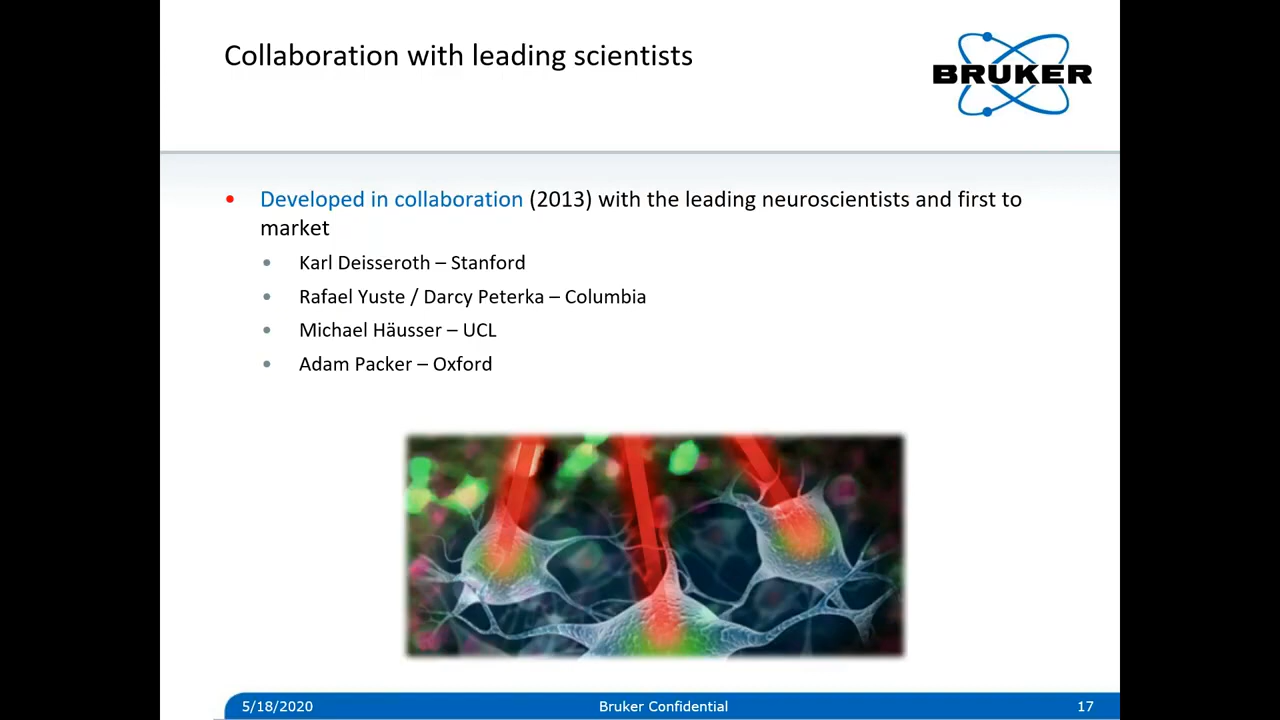 Collaboration with leading scientists
BRUKER
• Developed in collaboration (2013) with the leading neuroscientists and first to
market
• Karl Deisseroth – Stanford
• Rafael Yuste / Darcy Peterka – Columbia
• Michael Häusser – UCL
• Adam Packer – Oxford
5/18/2020
Bruker Confidential
17